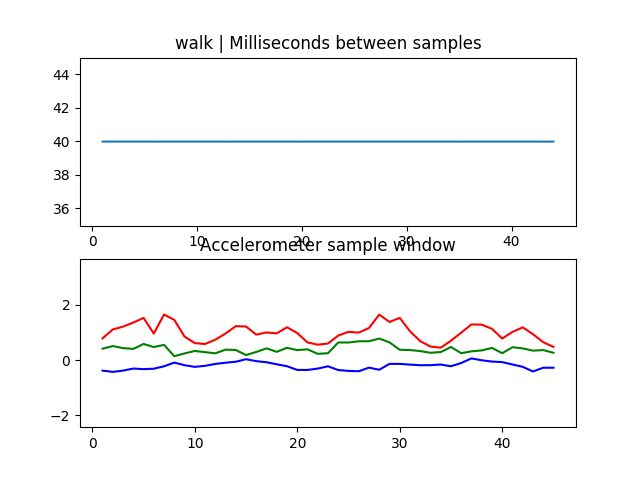 walk | Milliseconds between samples
44
42
40
38
36
0 10 20 30 40
Accelerometer sample window
2
0
−2
0 10 20 30 40